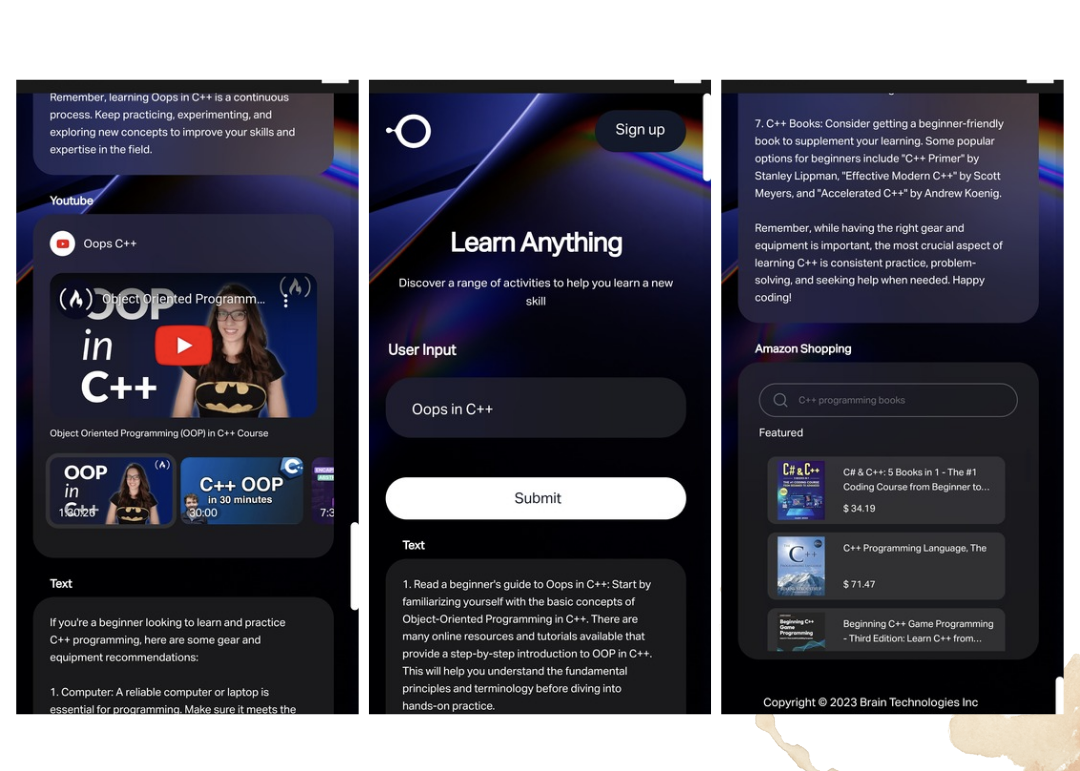 Remember, learning Oops in C++ is a continuous
process. Keep practicing, experimenting, and
exploring new concepts to improve your skills and
expertise in the field.
Youtube
Oops C++
Object Oriented Programm...
OOP
in
C++
Object Oriented Programming (OOP) in C++ Course
OOP
in
C++
1:30:25
C++ OOP
in 30 minutes
30:00
7:3
Text
If you're a beginner looking to learn and practice
C++ programming, here are some gear and
equipment recommendations:
1. Computer: A reliable computer or laptop is
essential for programming. Make sure it meets the
Sign up
Learn Anything
Discover a range of activities to help you learn a new
skill
User Input
Oops in C++
Submit
Text
1. Read a beginner's guide to Oops in C++: Start by
familiarizing yourself with the basic concepts of
Object-Oriented Programming in C++. There are
many online resources and tutorials available that
provide a step-by-step introduction to OOP in C++.
This will help you understand the fundamental
principles and terminology before diving into
hands-on practice.
7. C++ Books: Consider getting a beginner-friendly
book to supplement your learning. Some popular
options for beginners include "C++ Primer" by
Stanley Lippman, "Effective Modern C++" by Scott
Meyers, and "Accelerated C++" by Andrew Koenig.
Remember, while having the right gear and
equipment is important, the most crucial aspect of
learning C++ is consistent practice, problem-
solving, and seeking help when needed. Happy
coding!
Amazon Shopping
C++ programming books
Featured
C# & C++
C# & C++: 5 Books in 1 - The #1
Coding Course from Beginner to...
$ 34.19
C++
C++ Programming Language, The
$ 71.47
Beginning C++
Game
Programming
Beginning C++ Game Programming
- Third Edition: Learn C++ from...
Copyright © 2023 Brain Technologies Inc